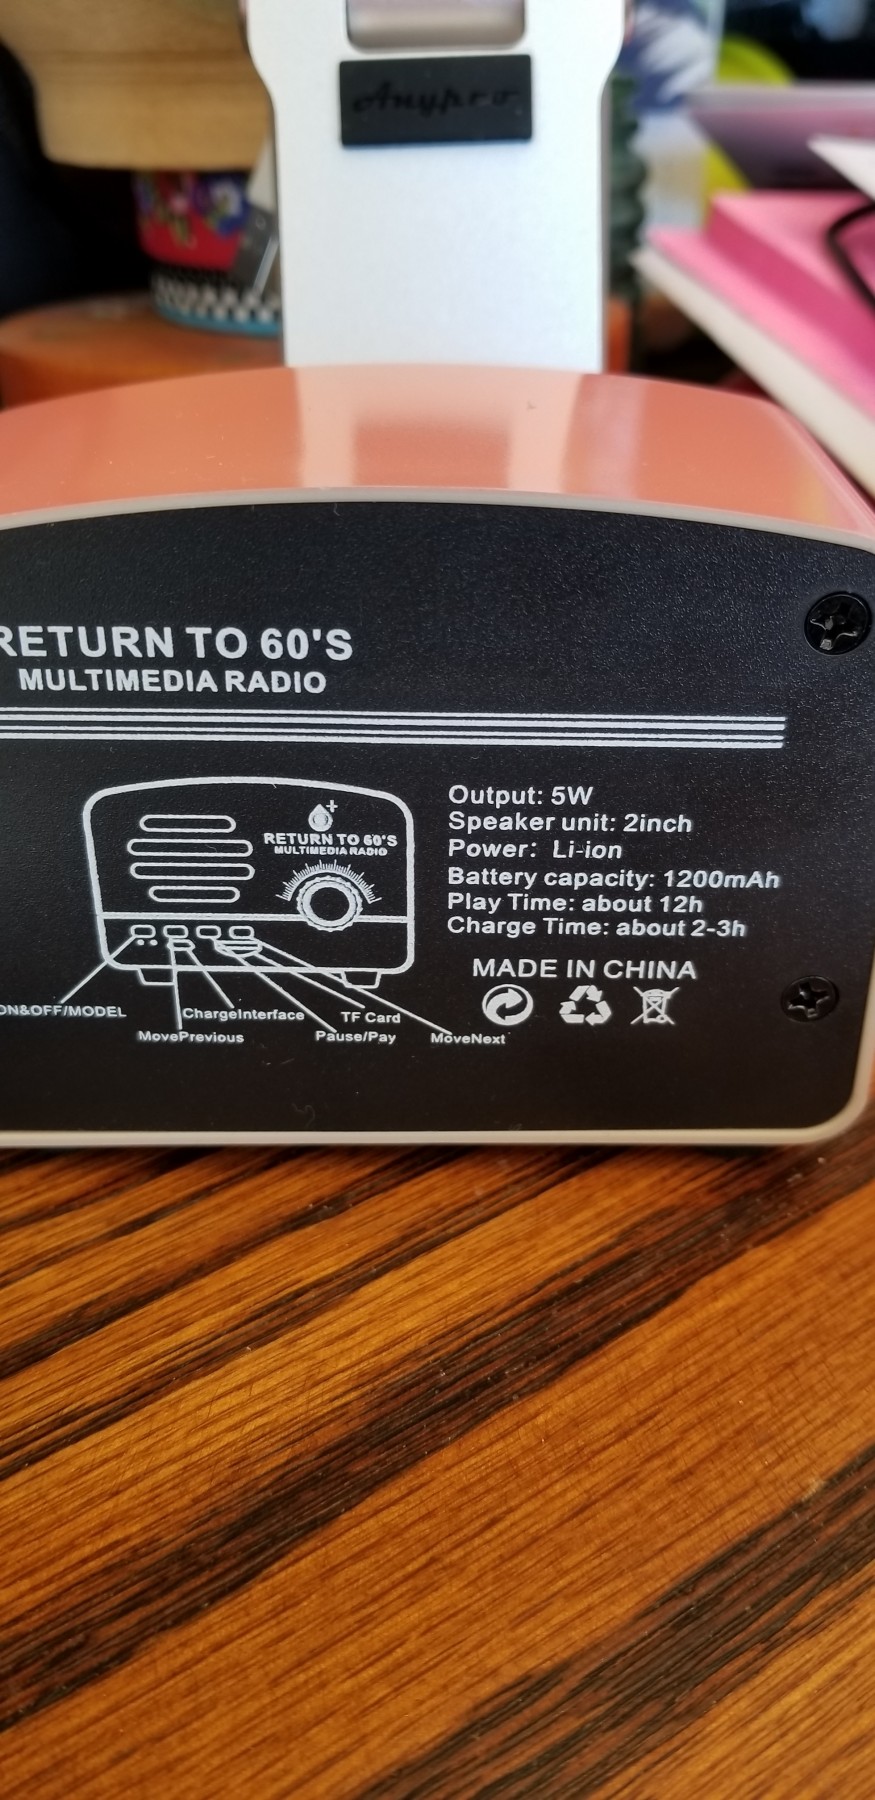 Anypro
RETURN TO 60'S
MULTIMEDIA RADIO
RETURN TO 60'S
MULTIMEDIA RADIO
ON&OFF/MODEL
ChargeInterface
TF Card
MovePrevious
Pause/Pay
MoveNext
Output: 5W
Speaker unit: 2inch
Power: Li-ion
Battery capacity: 1200mAh
Play Time: about 12h
Charge Time: about 2-3h
MADE IN CHINA